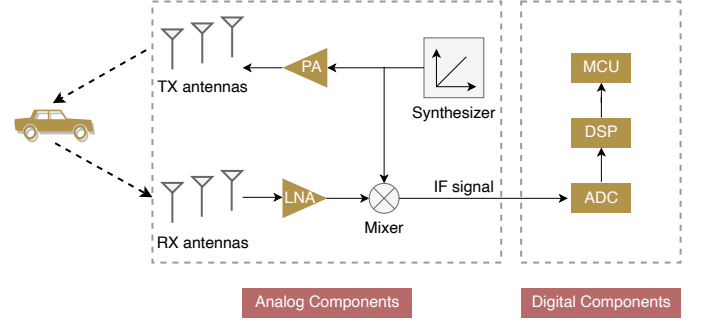 PA
TX antennas
Synthesizer
MCU
DSP
LNA
IF signal
ADC
RX antennas
Mixer
Analog Components
Digital Components